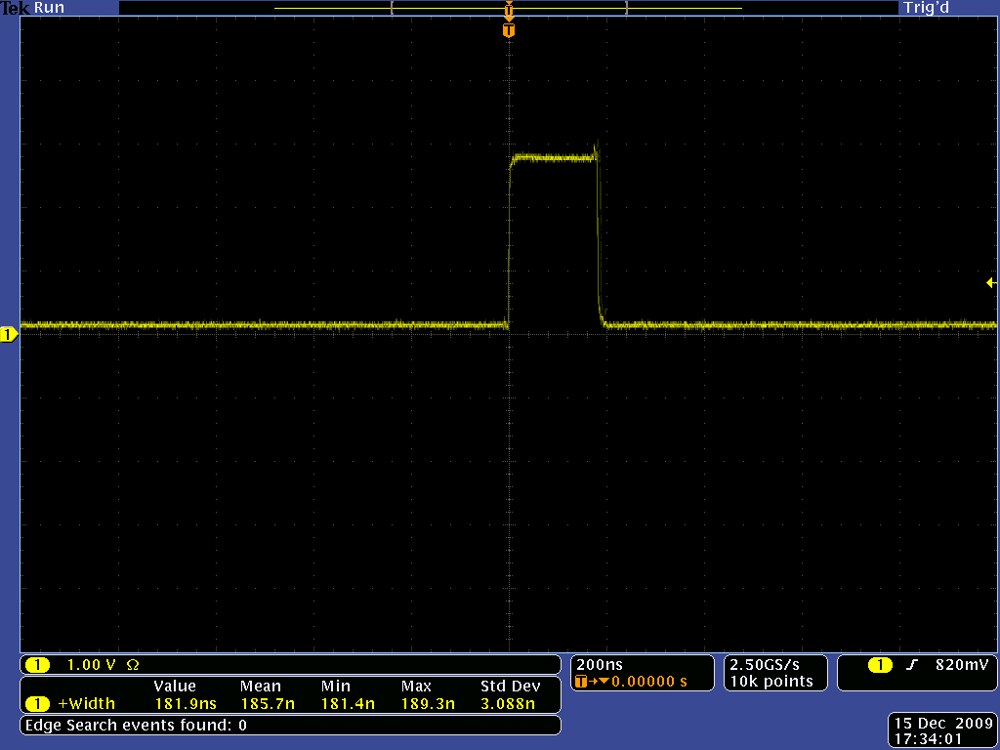 Tek Run Trig'd
T
T
1
1 1.00 V Ω
200ns
T→▼0.00000 s
2.50GS/s
10k points
1 ʃ 820mV
Value Mean Min Max Std Dev
1 +Width 181.9ns 185.7n 181.4n 189.3n 3.088n
Edge Search events found: 0
15 Dec 2009
17:34:01